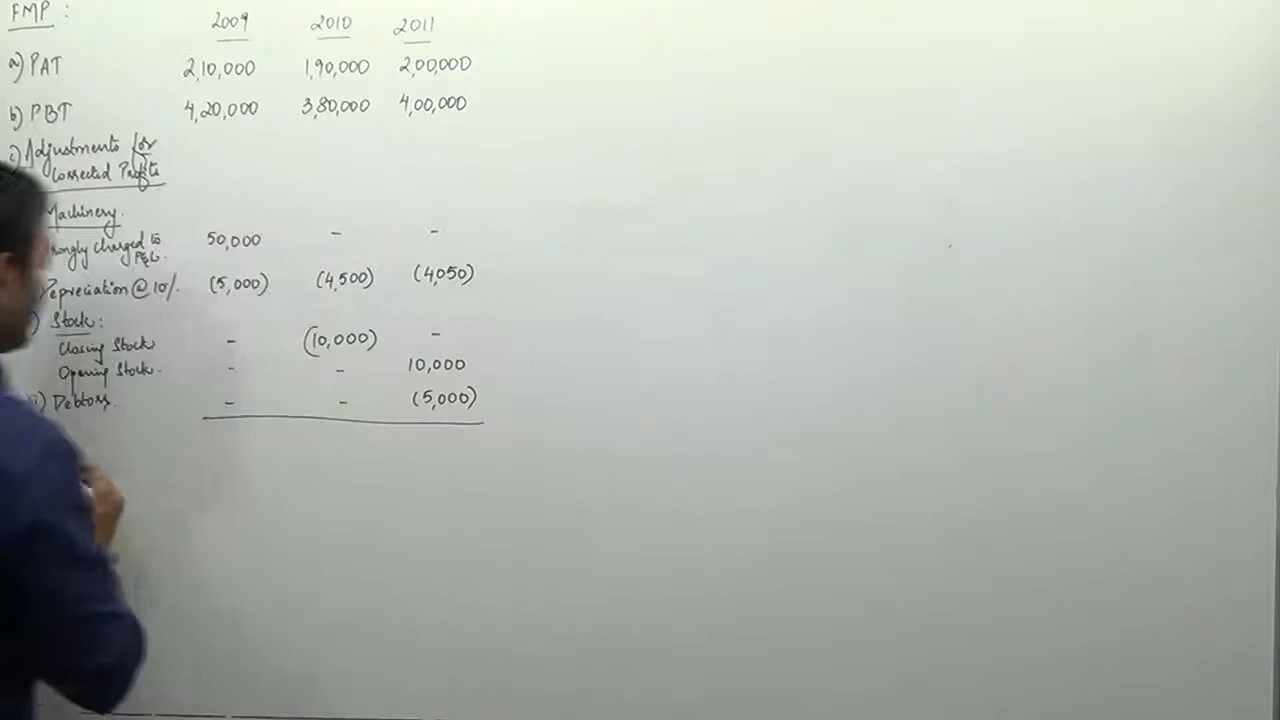 FMP :
2009 2010 2011
a) PAT 2,10,000 1,90,000 2,00,000
b) PBT 4,20,000 3,80,000 4,00,000
c) Adjustments for
Corrected Profits
Machinery.
charged to 50,000 - -
P&L.
Depreciation @ 10%. (5,000) (4,500) (4,050)
) Stock:
Closing Stock - (10,000) -
Opening Stock. - - 10,000
) Debtors. - - (5,000)